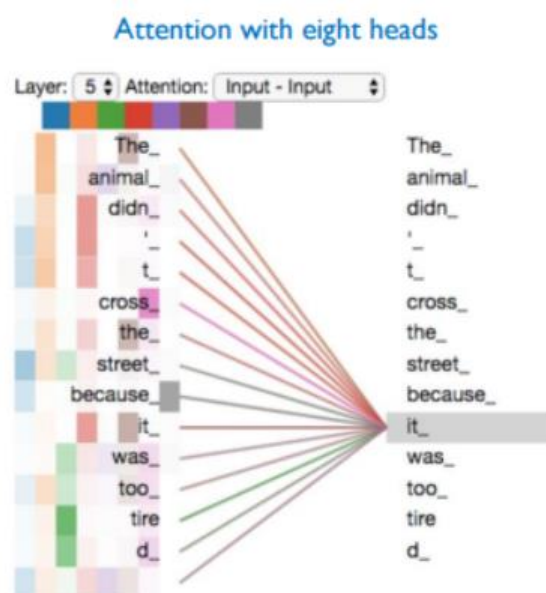 Attention with eight heads
Layer: 5 Attention: Input - Input
The_ The_
animal_ animal_
didn_ didn_
'_ '_
t_ t_
cross_ cross_
the_ the_
street_ street_
because_ because_
it_ it_
was_ was_
too_ too_
tire tire
d_ d_